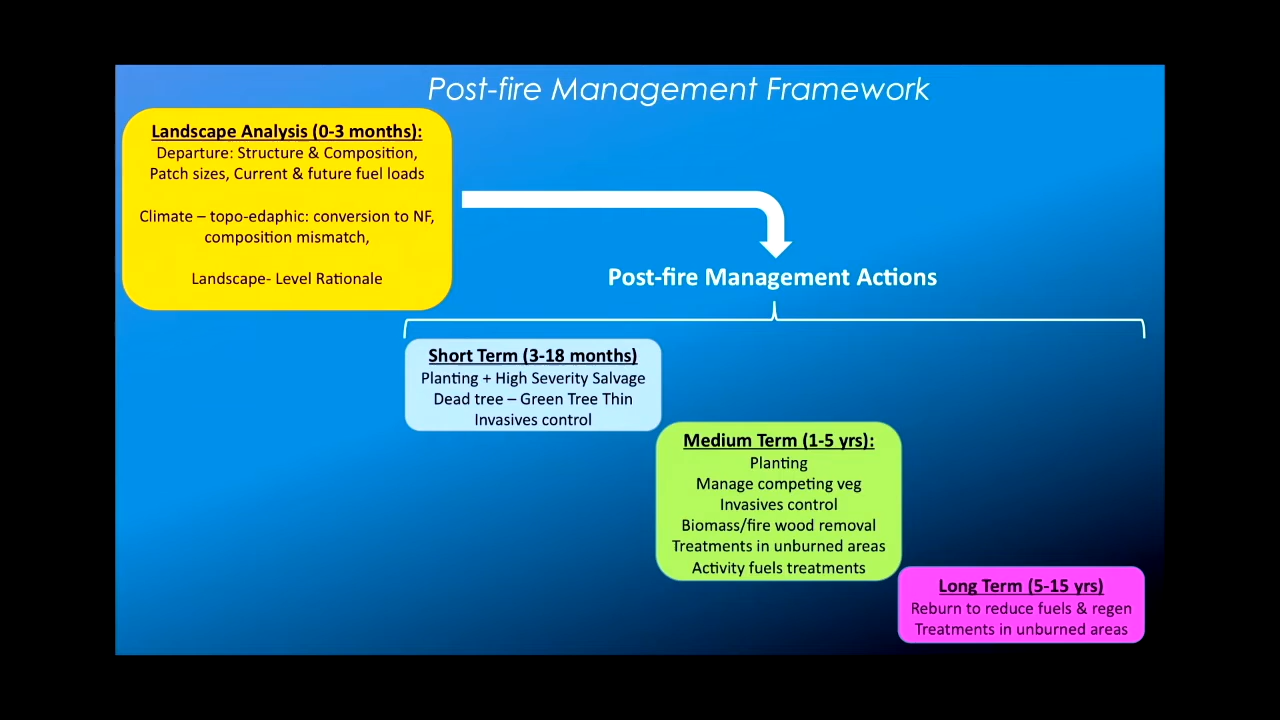 Post-fire Management Framework
Landscape Analysis (0-3 months):
Departure: Structure & Composition,
Patch sizes, Current & future fuel loads
Climate – topo-edaphic: conversion to NF,
composition mismatch,
Landscape- Level Rationale
Post-fire Management Actions
Short Term (3-18 months)
Planting + High Severity Salvage
Dead tree – Green Tree Thin
Invasives control
Medium Term (1-5 yrs):
Planting
Manage competing veg
Invasives control
Biomass/fire wood removal
Treatments in unburned areas
Activity fuels treatments
Long Term (5-15 yrs)
Reburn to reduce fuels & regen
Treatments in unburned areas